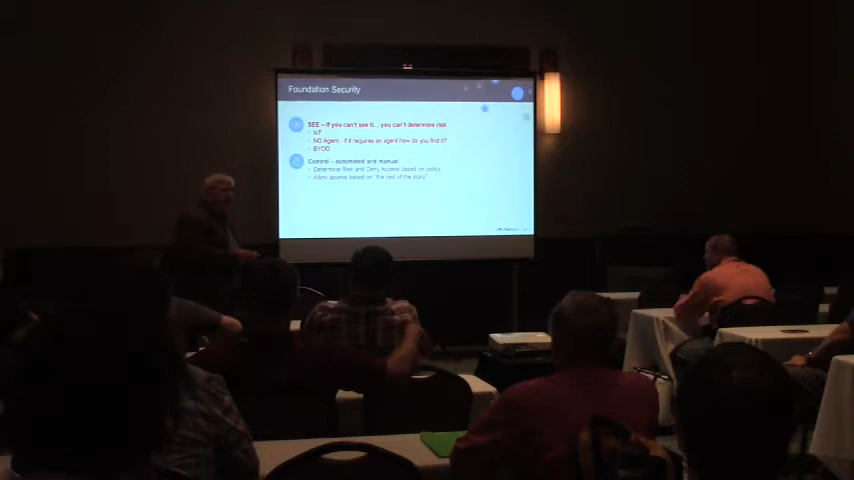 Foundation Security
SEE – If you can't see it... you can't determine risk
IoT
NO Agent - if it requires an agent how do you find it?
BYOD
Control – automated and manual
Determine Risk and Deny Access based on policy
Allow access based on "the rest of the story"